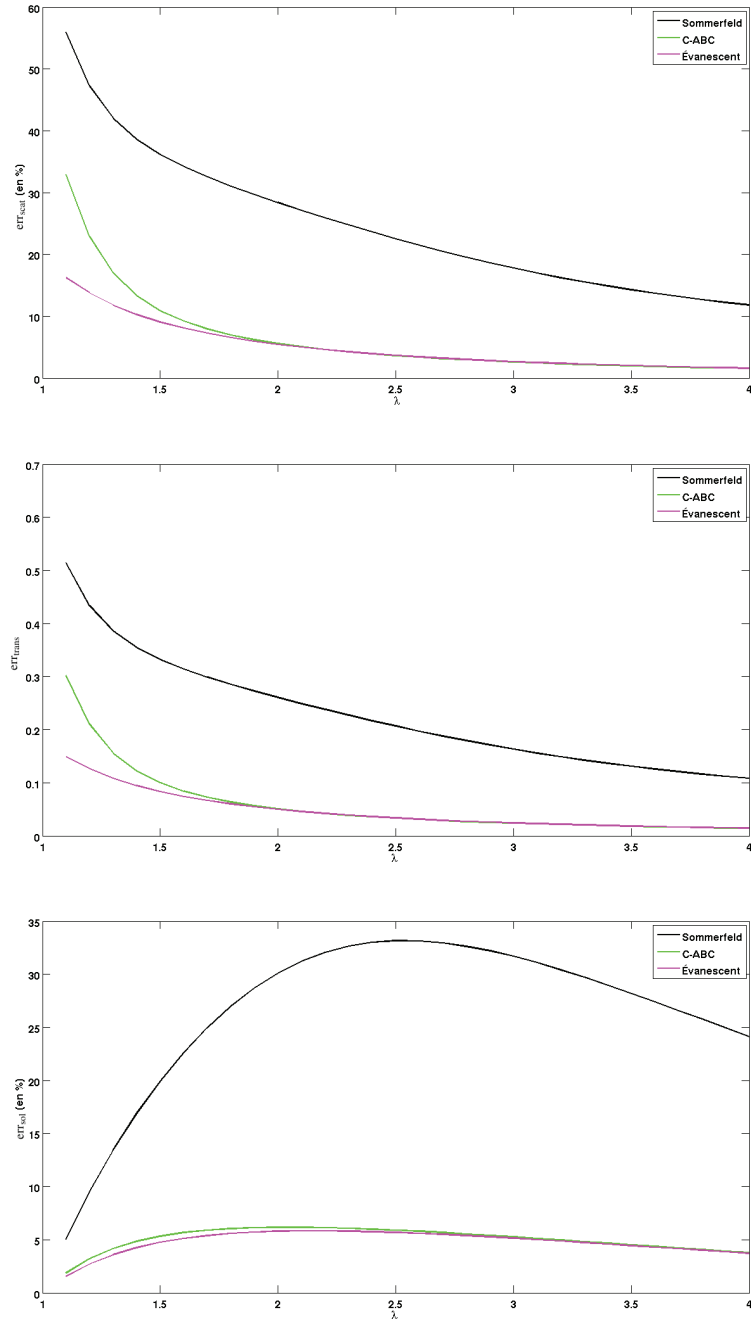 60
50
40
30
20
10
0
err_scat (en %)
1
1.5
2
2.5
3
3.5
4
λ
Sommerfeld
C-ABC
Évanescent
0.7
0.6
0.5
0.4
0.3
0.2
0.1
0
err_trans
1
1.5
2
2.5
3
3.5
4
λ
Sommerfeld
C-ABC
Évanescent
35
30
25
20
15
10
5
0
err_sol (en %)
1
1.5
2
2.5
3
3.5
4
λ
Sommerfeld
C-ABC
Évanescent